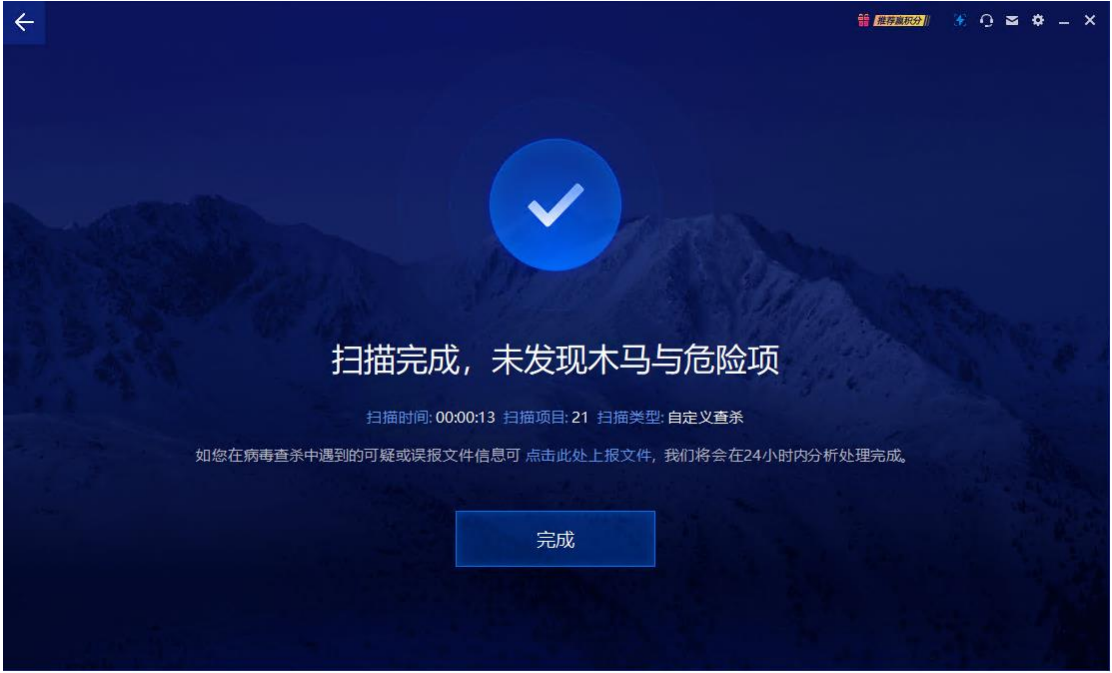 推荐赢积分
扫描完成，未发现木马与危险项
扫描时间: 00:00:13 扫描项目: 21 扫描类型: 自定义查杀
如您在病毒查杀中遇到的可疑或误报文件信息可 点击此处上报文件, 我们将会在24小时内分析处理完成。
完成